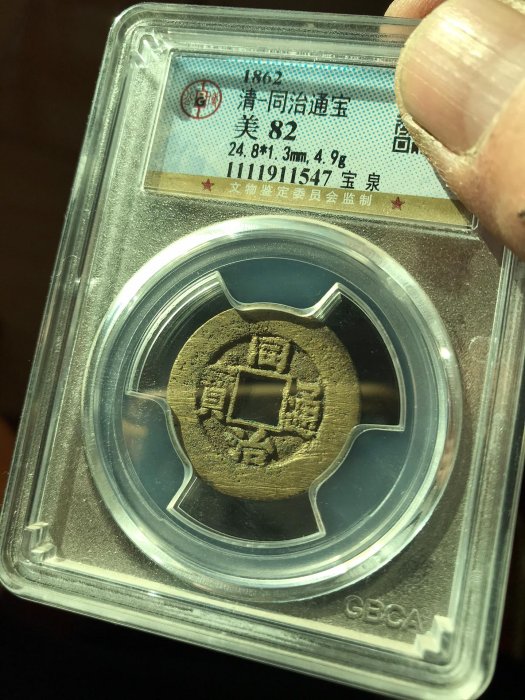 1862
清-同治通宝
美 82
24.8*1.3mm, 4.9g
1111911547 宝 泉
文物鉴定委员会监制
同治通寶
GBCA